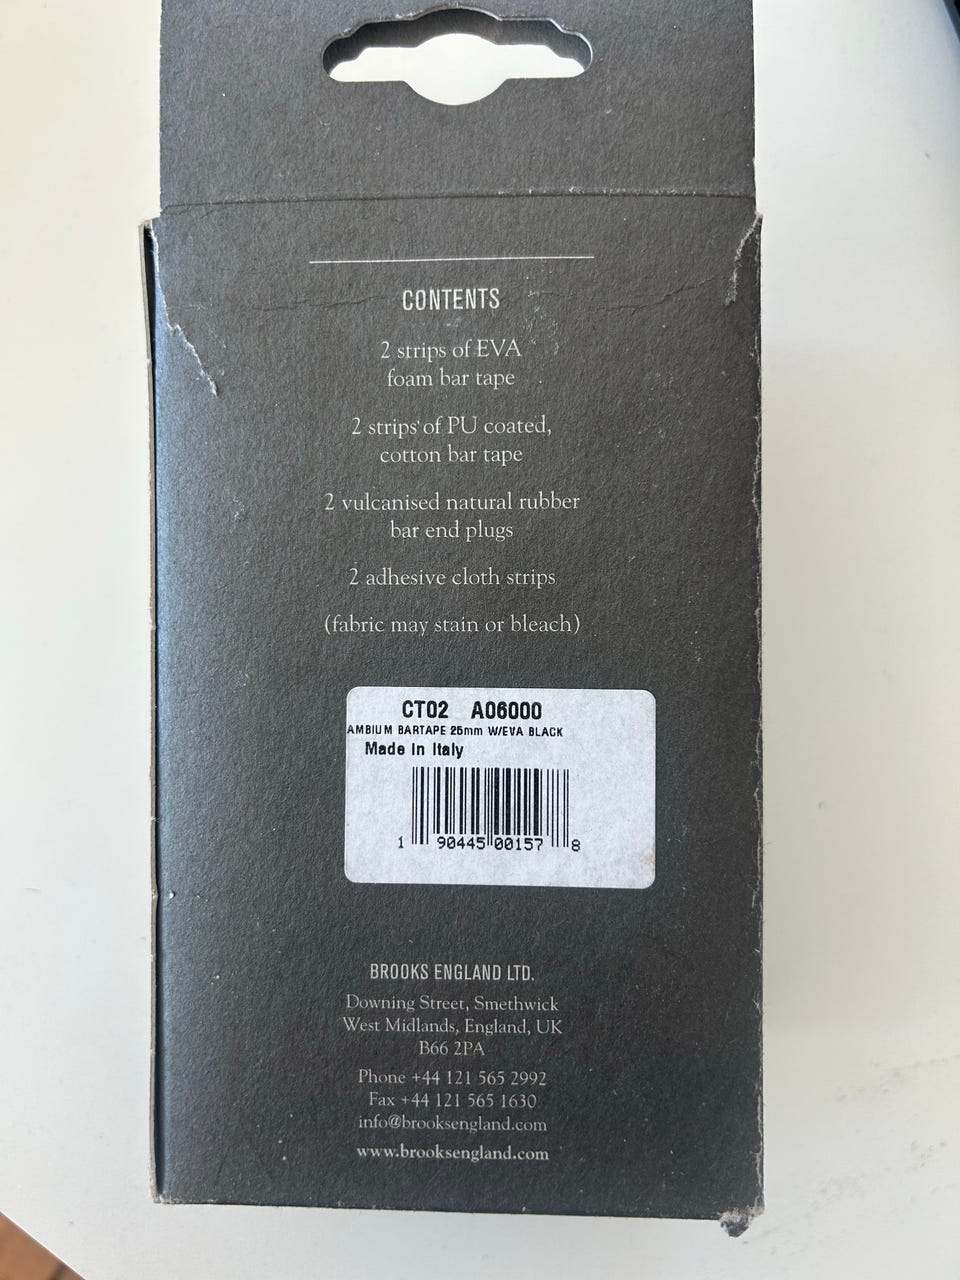 CONTENTS
2 strips of EVA
foam bar tape
2 strips of PU coated,
cotton bar tape
2 vulcanised natural rubber
bar end plugs
2 adhesive cloth strips
(fabric may stain or bleach)
CT02 A06000
AMBIUM BARTAPE 25mm W/EVA BLACK
Made in Italy
1 90445 00157 8
BROOKS ENGLAND LTD.
Downing Street, Smethwick
West Midlands, England, UK
B66 2PA
Phone +44 121 565 2992
Fax +44 121 565 1630
info@brooksengland.com
www.brooksengland.com